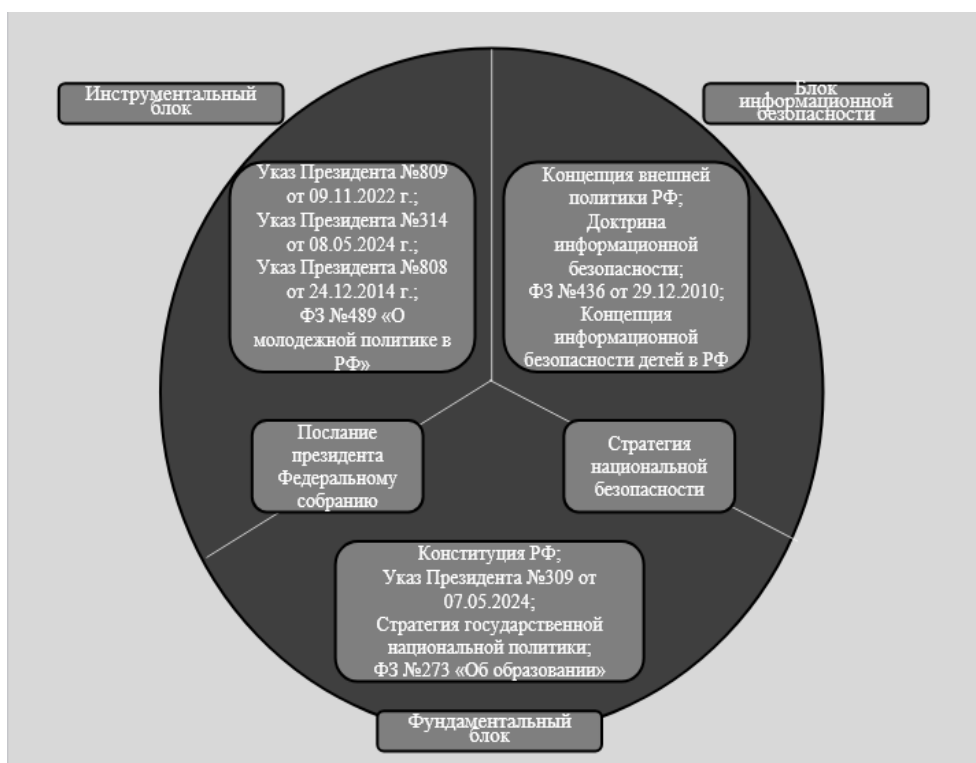 Инструментальный
блок
Блок
информационной
безопасности
Указ Президента №809
от 09.11.2022 г.;
Указ Президента №314
от 08.05.2024 г.;
Указ Президента №808
от 24.12.2014 г.;
ФЗ №489 «О
молодежной политике в
РФ»
Концепция внешней
политики РФ;
Доктрина
информационной
безопасности;
ФЗ №436 от 29.12.2010;
Концепция
информационной
безопасности детей в РФ
Послание
президента
Федеральному
собранию
Стратегия
национальной
безопасности
Конституция РФ;
Указ Президента №309 от
07.05.2024;
Стратегия государственной
национальной политики;
ФЗ №273 «Об образовании»
Фундаментальный
блок